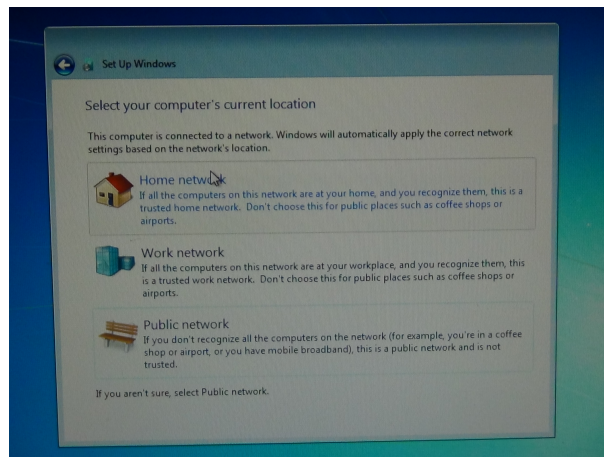 Set Up Windows
Select your computer's current location
This computer is connected to a network. Windows will automatically apply the correct network
settings based on the network's location.
Home network
If all the computers on this network are at your home, and you recognize them, this is a
trusted home network. Don't choose this for public places such as coffee shops or
airports.
Work network
If all the computers on this network are at your workplace, and you recognize them, this
is a trusted work network. Don't choose this for public places such as coffee shops or
airports.
Public network
If you don't recognize all the computers on the network (for example, you're in a coffee
shop or airport, or you have mobile broadband), this is a public network and is not
trusted.
If you aren't sure, select Public network.